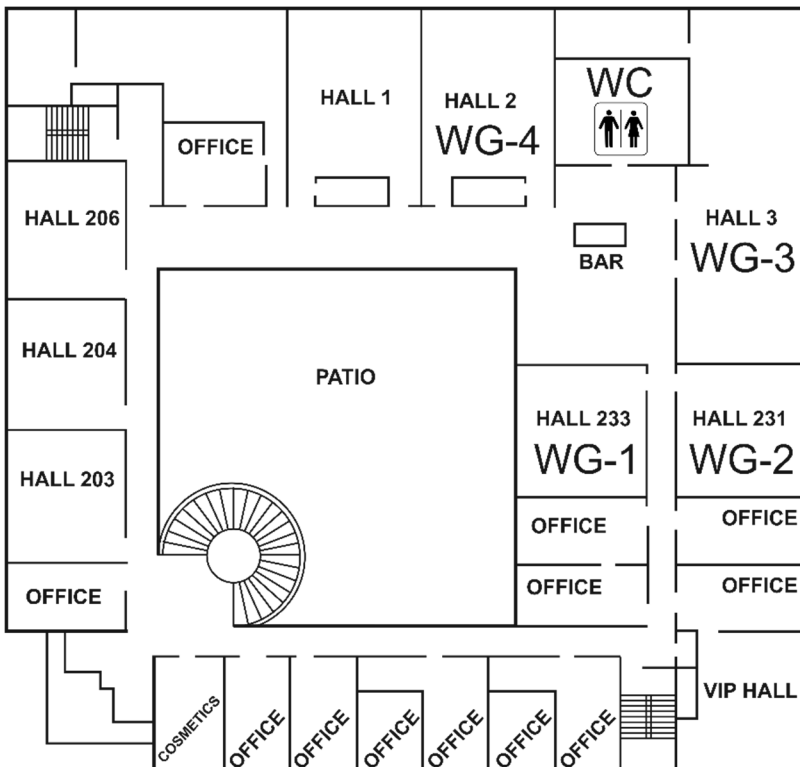 WC
HALL 1
HALL 2
WG-4
OFFICE
HALL 206
HALL 3
WG-3
BAR
HALL 204
PATIO
HALL 233
WG-1
HALL 231
WG-2
HALL 203
OFFICE
OFFICE
OFFICE
OFFICE
OFFICE
VIP HALL
COSMETICS
OFFICE
OFFICE
OFFICE
OFFICE
OFFICE
OFFICE